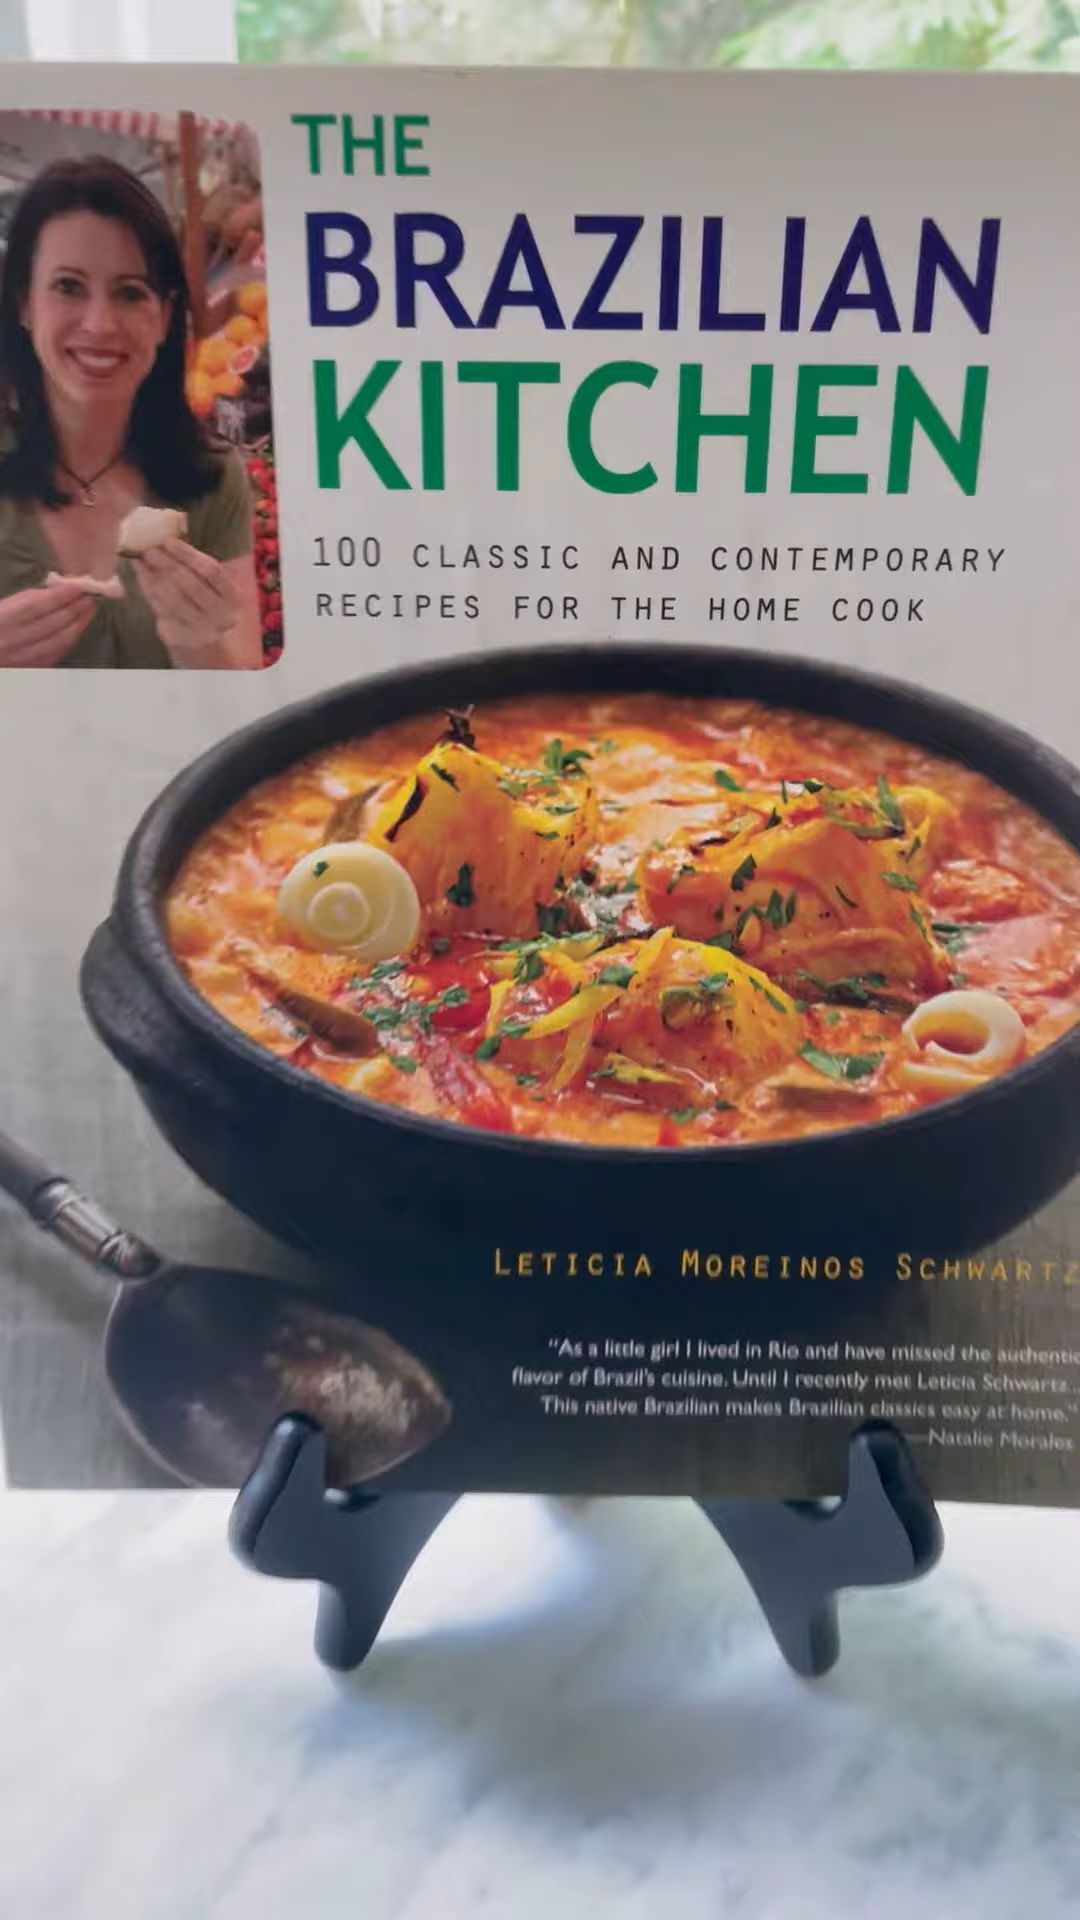 THE
BRAZILIAN
KITCHEN
100 CLASSIC AND CONTEMPORARY
RECIPES FOR THE HOME COOK
LETICIA MOREINOS SCHWARTZ
"As a little girl I lived in Rio and have missed the authentic
flavor of Brazil's cuisine. Until I recently met Leticia Schwartz...
This native Brazilian makes Brazilian classics easy at home."
—Natalie Morales